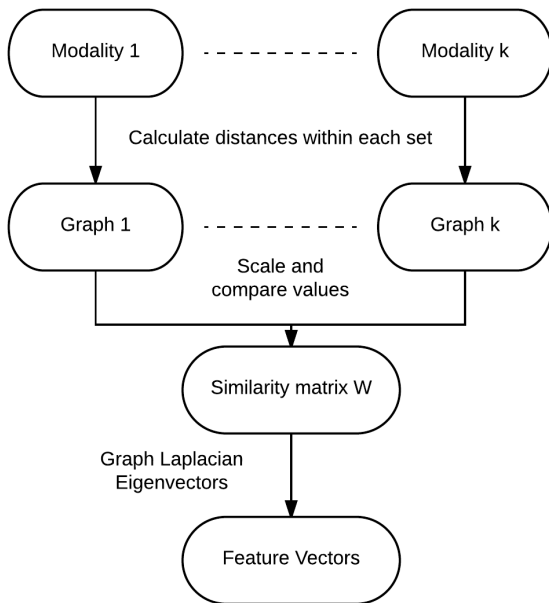 Modality 1
Modality k
Calculate distances within each set
Graph 1
Graph k
Scale and
compare values
Similarity matrix W
Graph Laplacian
Eigenvectors
Feature Vectors